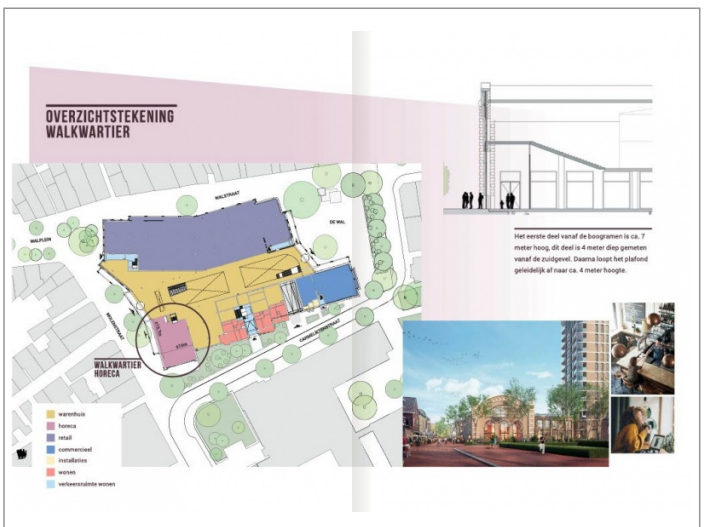 OVERZICHTSTEKENING
WALKWARTIER
WALSTRAAT
WALPLEIN
DE WAL
CARMELIETENSTRAAT
WALKWARTIER
HORECA
warenhuis
horeca
retail
commercieel
installaties
wonen
verkeersruimte wonen
Het eerste deel vanaf de boogramen is ca. 7
meter hoog, dit deel is 4 meter diep gemeten
vanaf de zuidgevel. Daarna loopt het plafond
geleidelijk af naar ca. 4 meter hoogte.